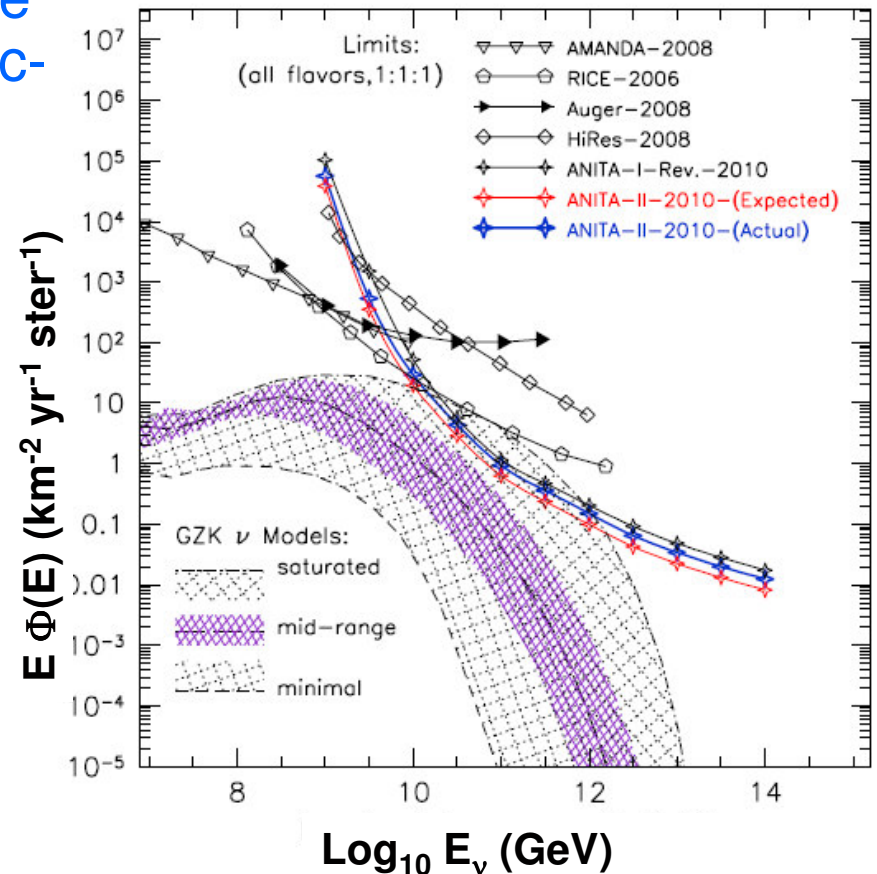 e
c-
Limits:
(all flavors,1:1:1)
AMANDA-2008
RICE-2006
Auger-2008
HiRes-2008
ANITA-I-Rev.-2010
ANITA-II-2010-(Expected)
ANITA-II-2010-(Actual)
10⁷
10⁶
10⁵
10⁴
10³
10²
10
1
0.1
0.01
10⁻³
10⁻⁴
10⁻⁵
E Φ(E) (km⁻² yr⁻¹ ster⁻¹)
GZK ν Models:
saturated
mid-range
minimal
8 10 12 14
Log₁₀ Eᵥ (GeV)